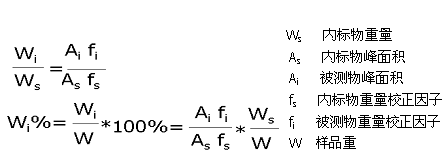 Wᵢ/Wₛ = Aᵢ fᵢ/Aₛ fₛ
Wᵢ% = Wᵢ/W * 100% = Aᵢ fᵢ/Aₛ fₛ * Wₛ/W
Wₛ 内标物重量
Aₛ 内标物峰面积
Aᵢ 被测物峰面积
fₛ 内标物重量校正因子
fᵢ 被测物重量校正因子
W 样品重